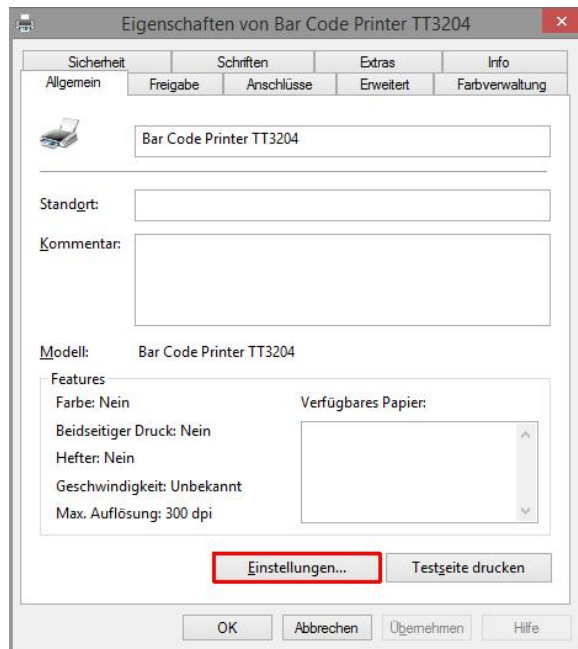 Eigenschaften von Bar Code Printer TT3204
Sicherheit Schriften Extras Info
Allgemein Freigabe Anschlüsse Erweitert Farbverwaltung
Bar Code Printer TT3204
Standort:
Kommentar:
Modell: Bar Code Printer TT3204
Features
Farbe: Nein Verfügbares Papier:
Beidseitiger Druck: Nein
Hefter: Nein
Geschwindigkeit: Unbekannt
Max. Auflösung: 300 dpi
Einstellungen... Testseite drucken
OK Abbrechen Übernehmen Hilfe